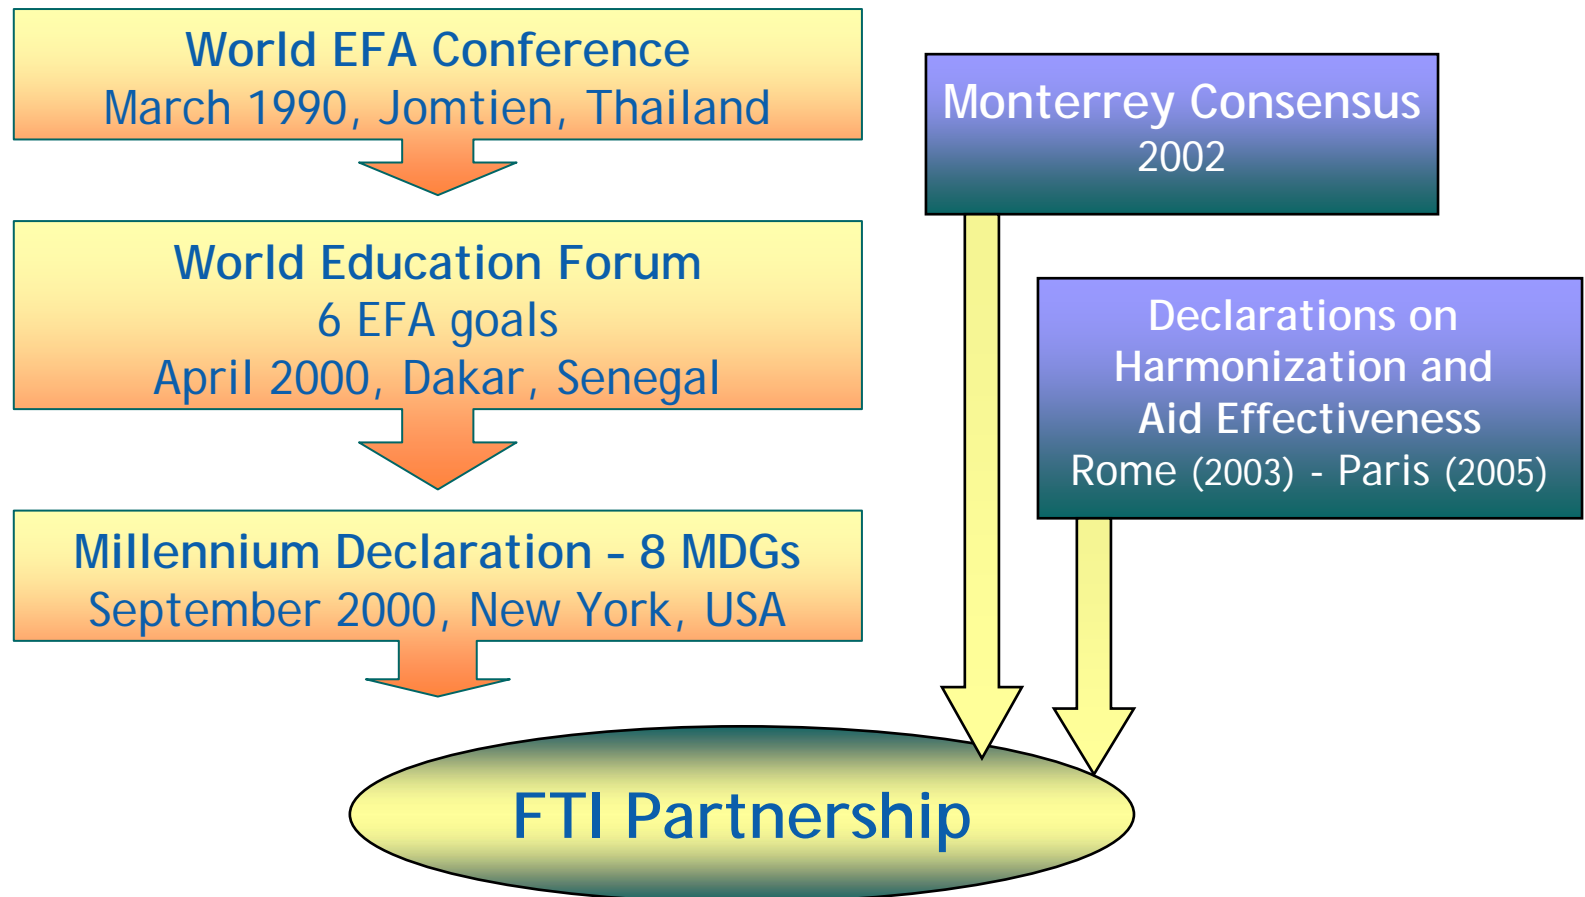 World EFA Conference
March 1990, Jomtien, Thailand
World Education Forum
6 EFA goals
April 2000, Dakar, Senegal
Millennium Declaration – 8 MDGs
September 2000, New York, USA
Monterrey Consensus
2002
Declarations on
Harmonization and
Aid Effectiveness
Rome (2003) - Paris (2005)
FTI Partnership